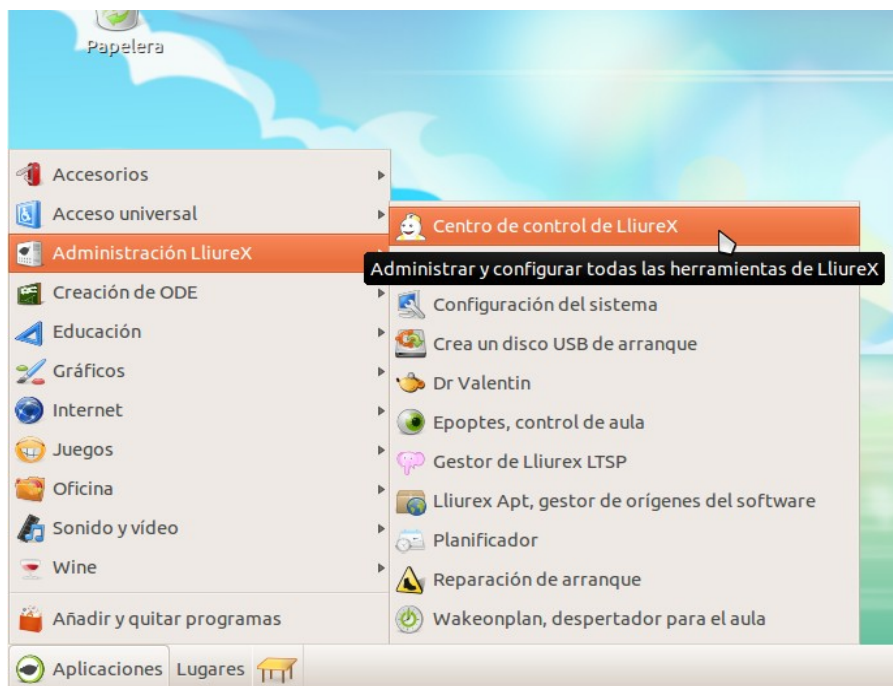 Papelera
Accesorios
Acceso universal
Administración LliureX
Creación de ODE
Educación
Gráficos
Internet
Juegos
Oficina
Sonido y vídeo
Wine
Añadir y quitar programas
Centro de control de LliureX
Administrar y configurar todas las herramientas de LliureX
Configuración del sistema
Crea un disco USB de arranque
Dr Valentin
Epoptes, control de aula
Gestor de Lliurex LTSP
Lliurex Apt, gestor de orígenes del software
Planificador
Reparación de arranque
Wakeonplan, despertador para el aula
Aplicaciones Lugares